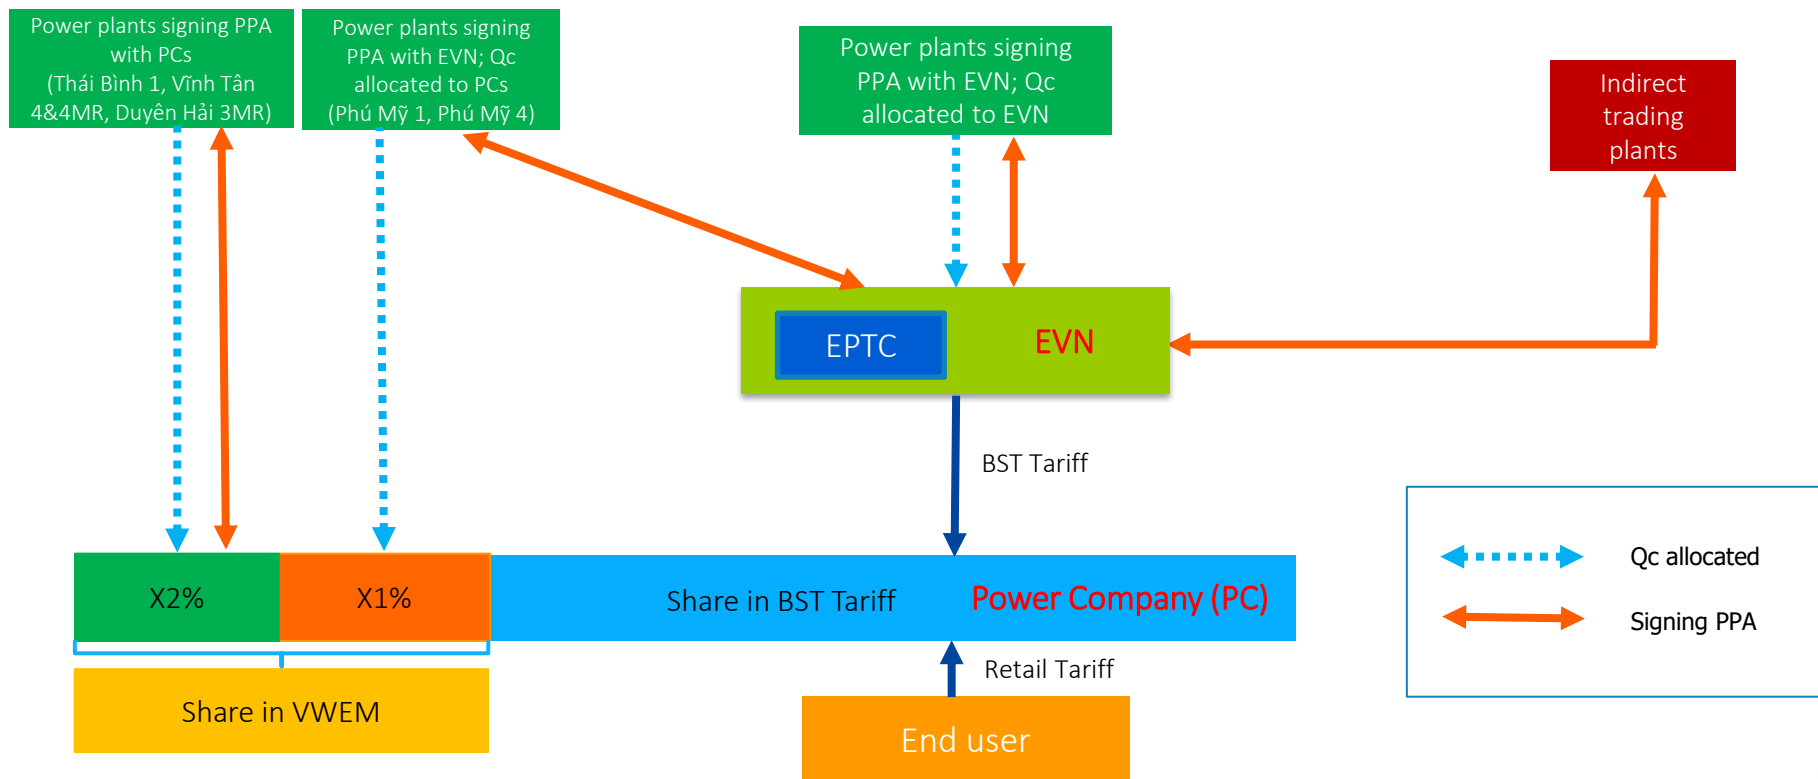 Power plants signing PPA
with PCs
(Thái Bình 1, Vĩnh Tân
4&4MR, Duyên Hải 3MR)
Power plants signing
PPA with EVN; Qc
allocated to PCs
(Phú Mỹ 1, Phú Mỹ 4)
Power plants signing
PPA with EVN; Qc
allocated to EVN
Indirect
trading
plants
EPTC
EVN
BST Tariff
X2%
X1%
Share in BST Tariff
Power Company (PC)
Retail Tariff
Share in VWEM
End user
Qc allocated
Signing PPA